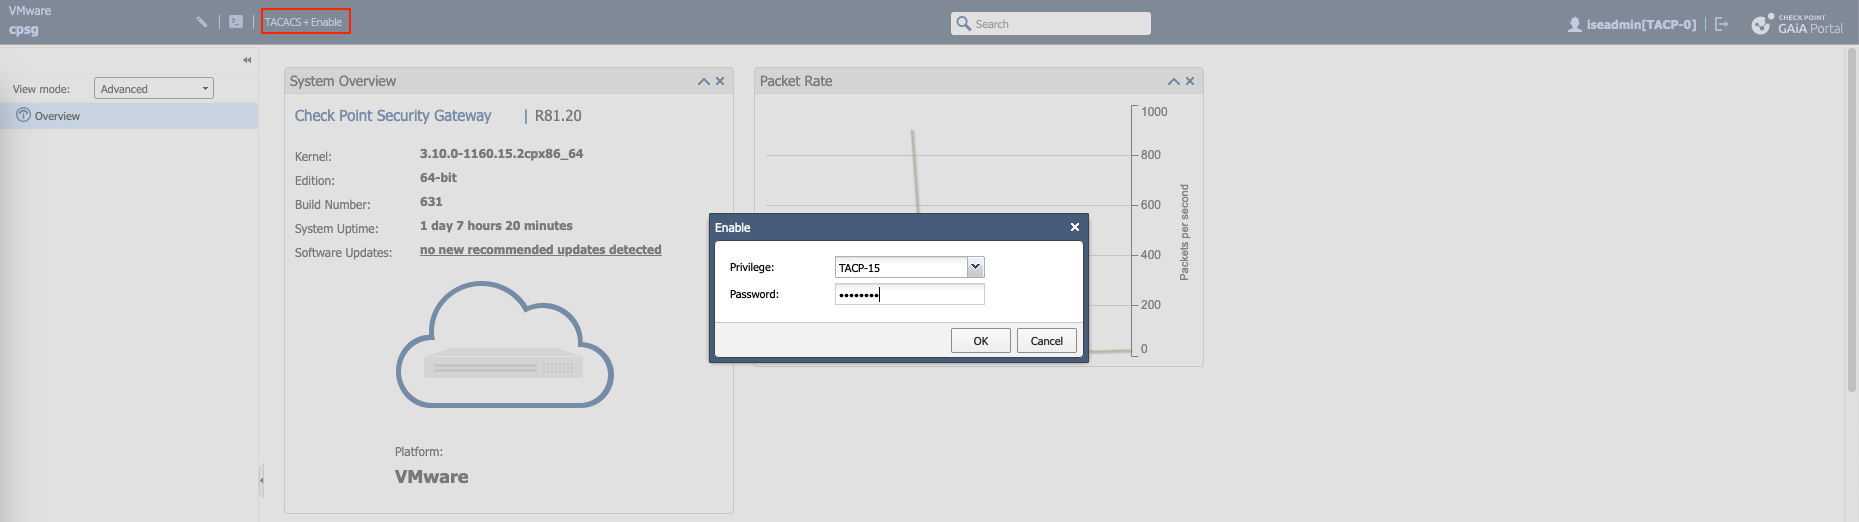 VMware
cpsg
TACACS+ Enable
Search
iseadmin[TACP-0]
CHECK POINT
GAiA Portal
View mode:
Advanced
Overview
System Overview
Check Point Security Gateway | R81.20
Kernel: 3.10.0-1160.15.2cpx86_64
Edition: 64-bit
Build Number: 631
System Uptime: 1 day 7 hours 20 minutes
Software Updates: no new recommended updates detected
Platform:
VMware
Packet Rate
1000
800
600
400
200
0
Packets per second
Enable
Privilege: TACP-15
Password: ••••••••
OK
Cancel